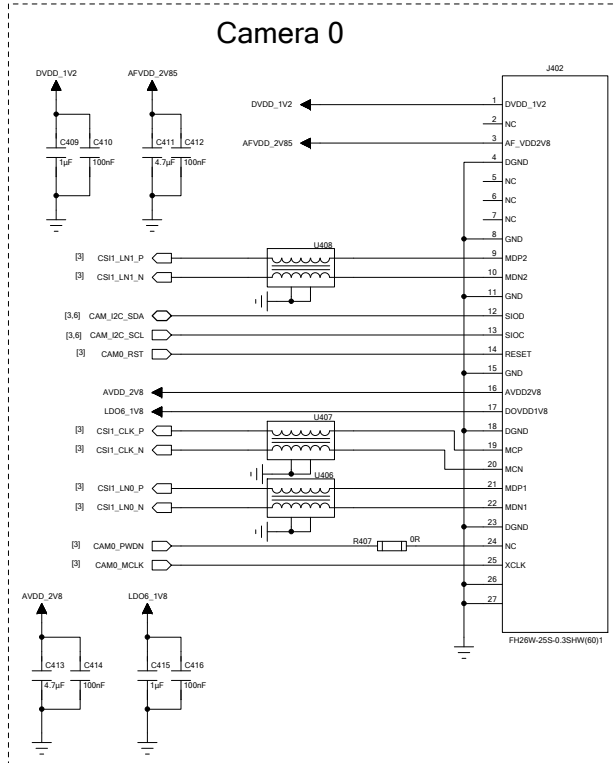 Camera 0
J402
DVDD_1V2 AFVDD_2V85
C409 C410 C411 C412
1µF 100nF 4.7µF 100nF
DVDD_1V2 1 DVDD_1V2
2 NC
AFVDD_2V85 3 AF_VDD2V8
4 DGND
5 NC
6 NC
7 NC
8 GND
U408
[3] CSI1_LN1_P 9 MDP2
[3] CSI1_LN1_N 10 MDN2
11 GND
[3,6] CAM_I2C_SDA 12 SIOD
[3,6] CAM_I2C_SCL 13 SIOC
[3] CAM0_RST 14 RESET
15 GND
AVDD_2V8 16 AVDD2V8
LDO6_1V8 17 DOVDD1V8
U407
[3] CSI1_CLK_P 18 DGND
19 MCP
[3] CSI1_CLK_N 20 MCN
U406
[3] CSI1_LN0_P 21 MDP1
[3] CSI1_LN0_N 22 MDN1
23 DGND
[3] CAM0_PWDN R407 0R 24 NC
[3] CAM0_MCLK 25 XCLK
26
27
FH26W-25S-0.3SHW(60)1
AVDD_2V8 LDO6_1V8
C413 C414 C415 C416
4.7µF 100nF 1µF 100nF